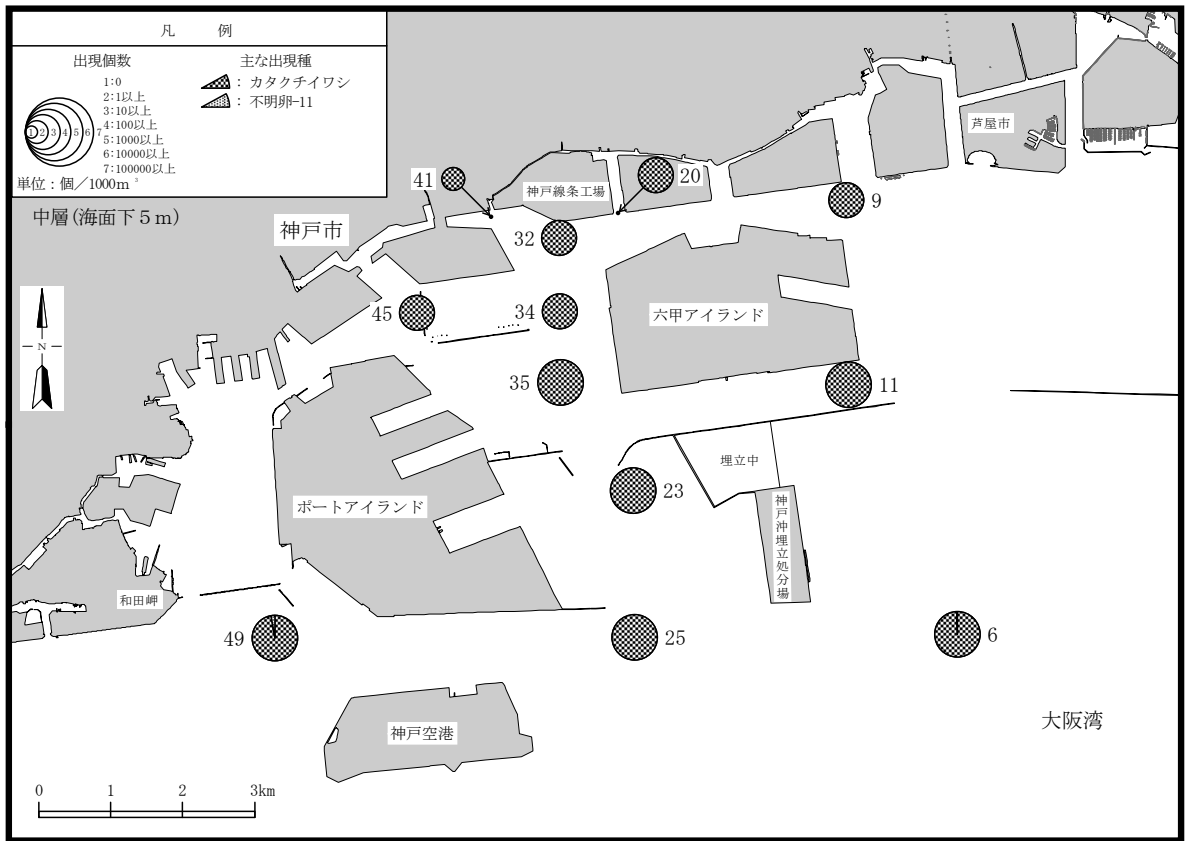 凡 例
出現個数
主な出現種
1:0
2:1以上
3:10以上
4:100以上
5:1000以上
6:10000以上
7:100000以上
1 2 3 4 5 6 7
単位：個／1000m³
： カタクチイワシ
： 不明卵-11
中層(海面下５m)
神戸市
芦屋市
41
神戸線条工場
20
9
32
45
34
六甲アイランド
N
35
11
埋立中
23
ポートアイランド
神戸沖埋立処分場
和田岬
49
25
6
神戸空港
大阪湾
0 1 2 3km